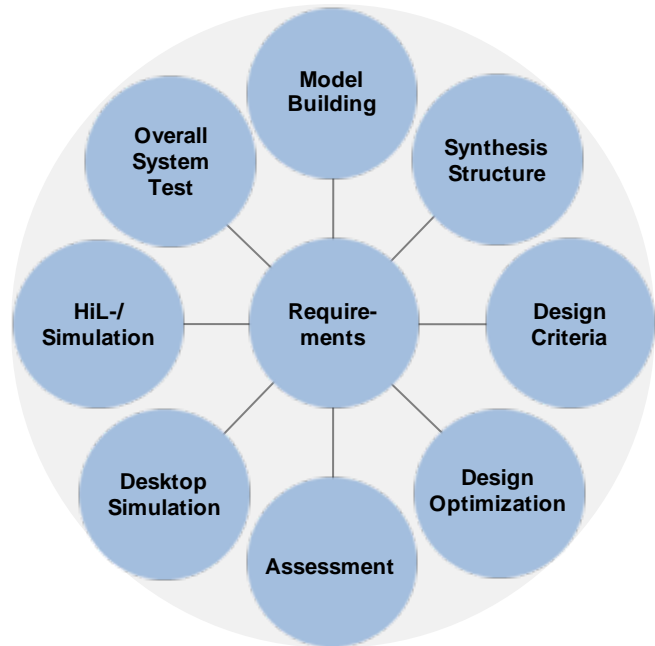 Model
Building
Synthesis
Structure
Design
Criteria
Design
Optimization
Assessment
Desktop
Simulation
HiL-/
Simulation
Overall
System
Test
Require-
ments